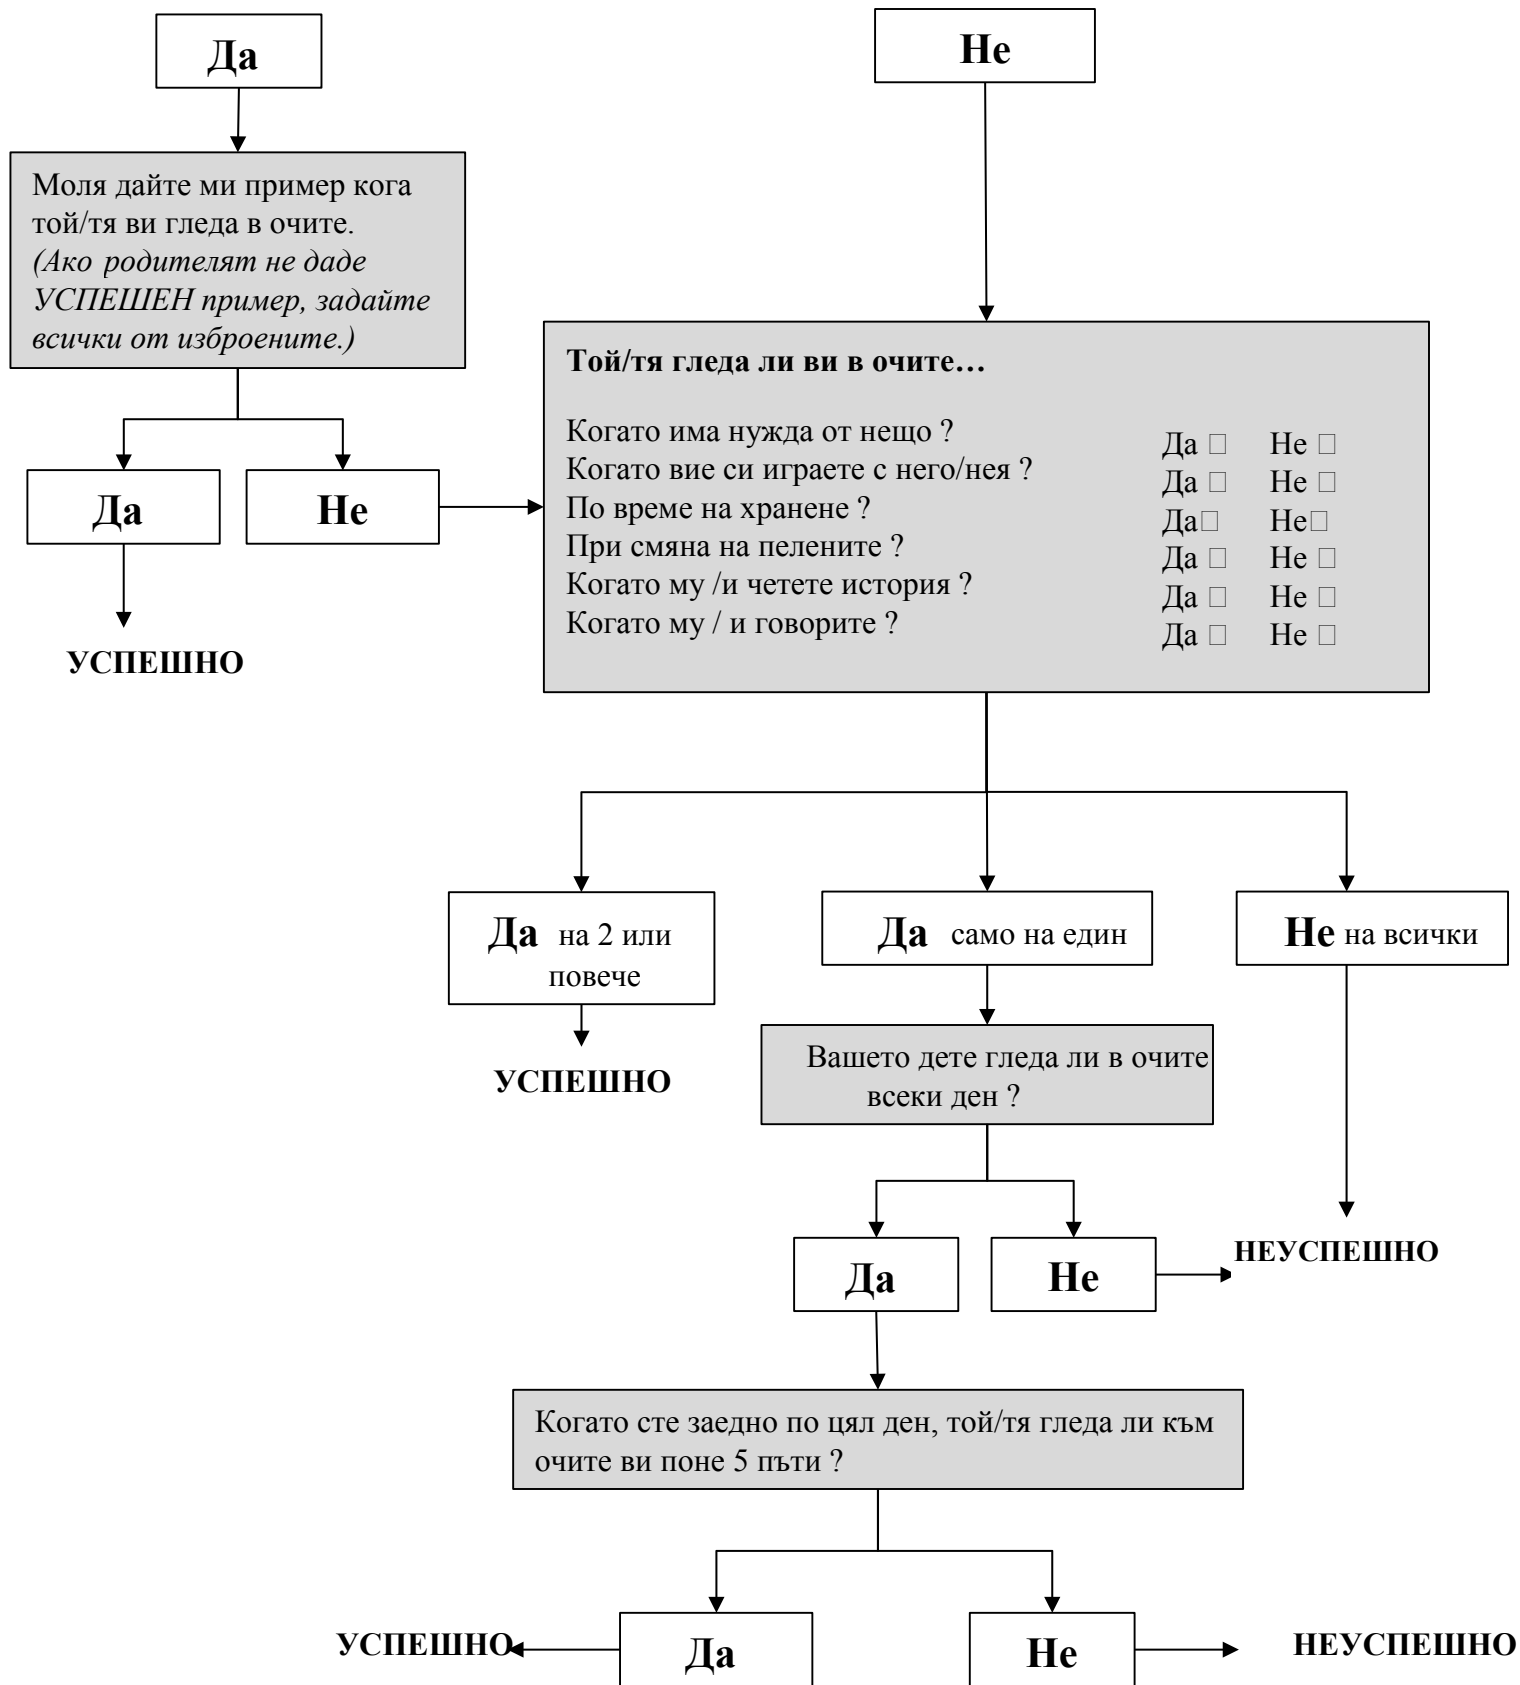 Да
Не
Моля дайте ми пример кога
той/тя ви гледа в очите.
(Ако родителят не даде
УСПЕШЕН пример, задайте
всички от изброените.)
Да
Не
УСПЕШНО
Той/тя гледа ли ви в очите…
Когато има нужда от нещо ? Да □ Не □
Когато вие си играете с него/нея ? Да □ Не □
По време на хранене ? Да□ Не□
При смяна на пелените ? Да □ Не □
Когато му /и четете история ? Да □ Не □
Когато му / и говорите ? Да □ Не □
Да на 2 или
повече
Да само на един
Не на всички
УСПЕШНО
Вашето дете гледа ли в очите
всеки ден ?
Да
Не
НЕУСПЕШНО
Когато сте заедно по цял ден, той/тя гледа ли към
очите ви поне 5 пъти ?
УСПЕШНО
Да
Не
НЕУСПЕШНО